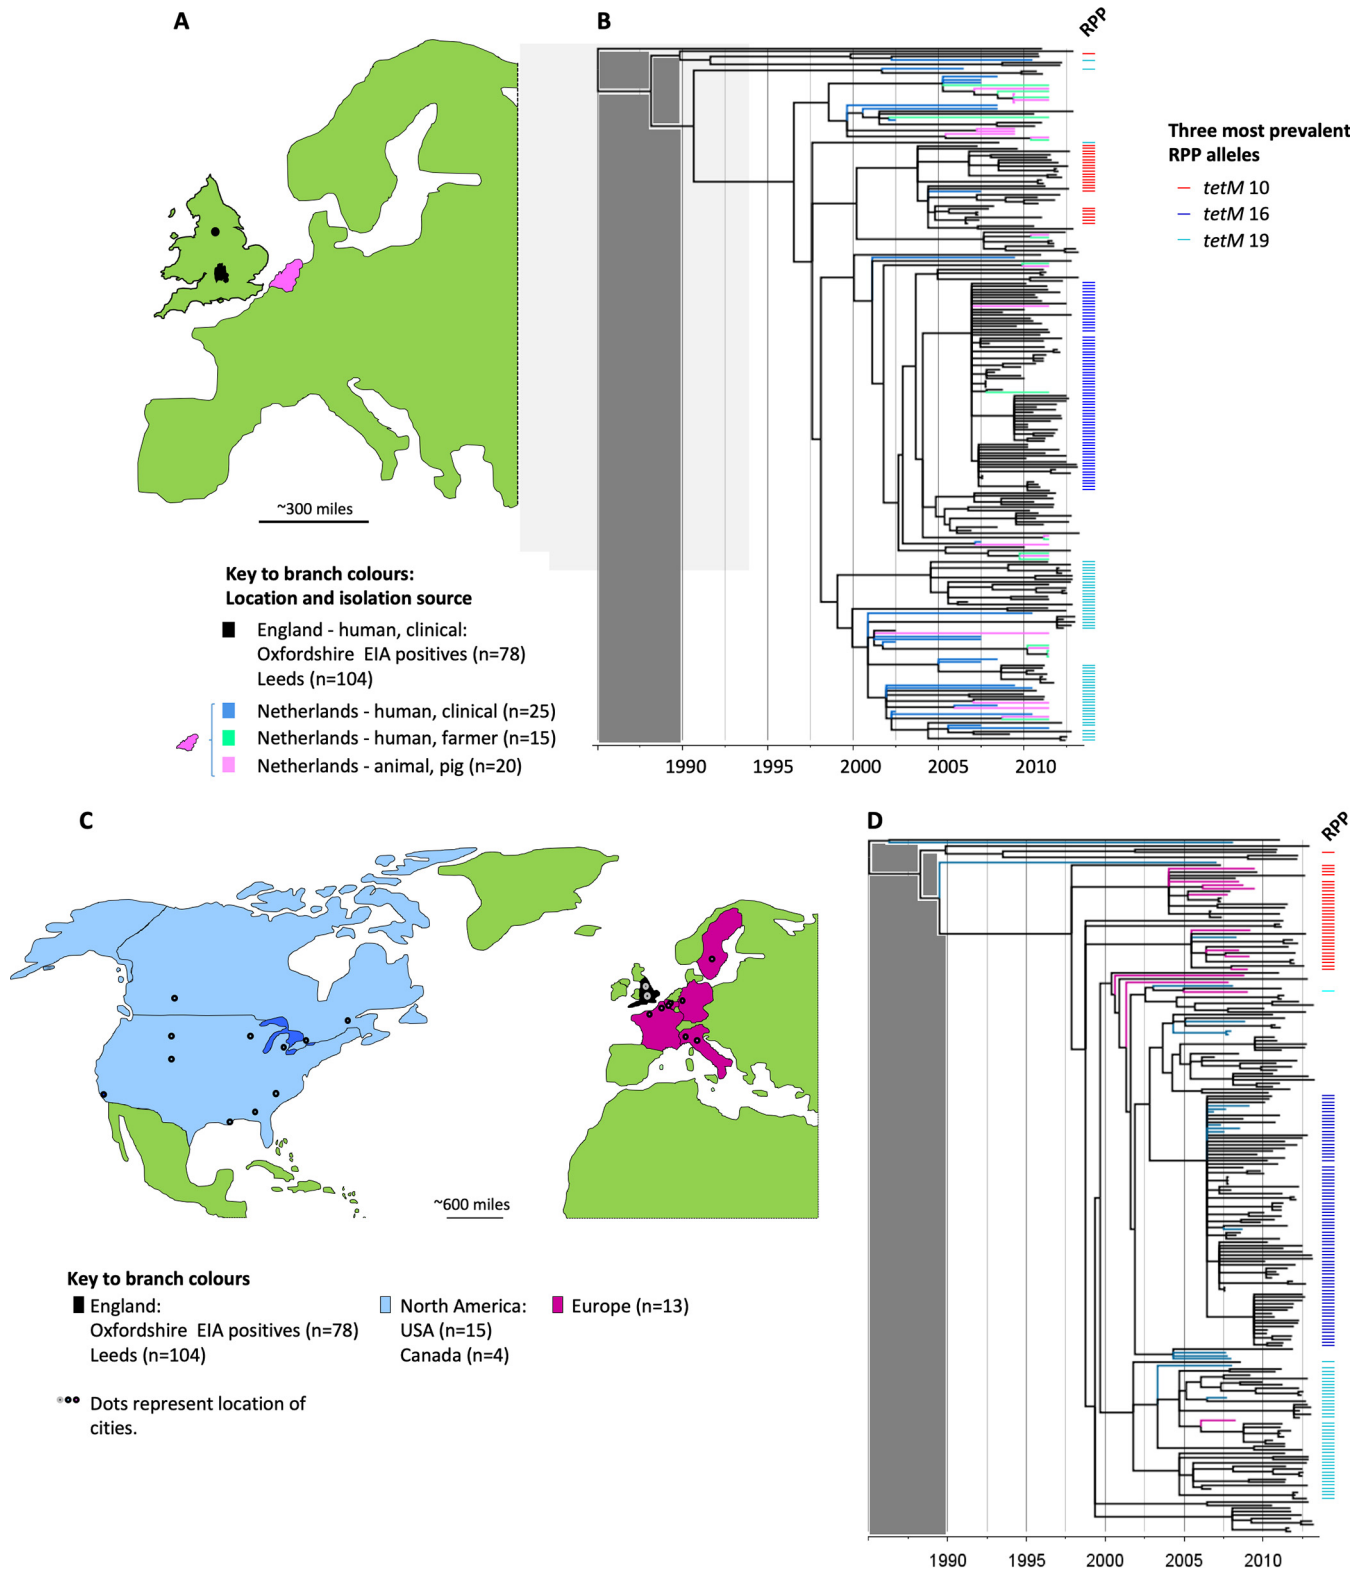 A
B
RPP
Three most prevalent
RPP alleles
tetM 10
tetM 16
tetM 19
~300 miles
Key to branch colours:
Location and isolation source
England - human, clinical:
Oxfordshire EIA positives (n=78)
Leeds (n=104)
Netherlands - human, clinical (n=25)
Netherlands - human, farmer (n=15)
Netherlands - animal, pig (n=20)
1990 1995 2000 2005 2010
C
D
RPP
~600 miles
Key to branch colours
England:
Oxfordshire EIA positives (n=78)
Leeds (n=104)
North America:
USA (n=15)
Canada (n=4)
Europe (n=13)
Dots represent location of
cities.
1990 1995 2000 2005 2010